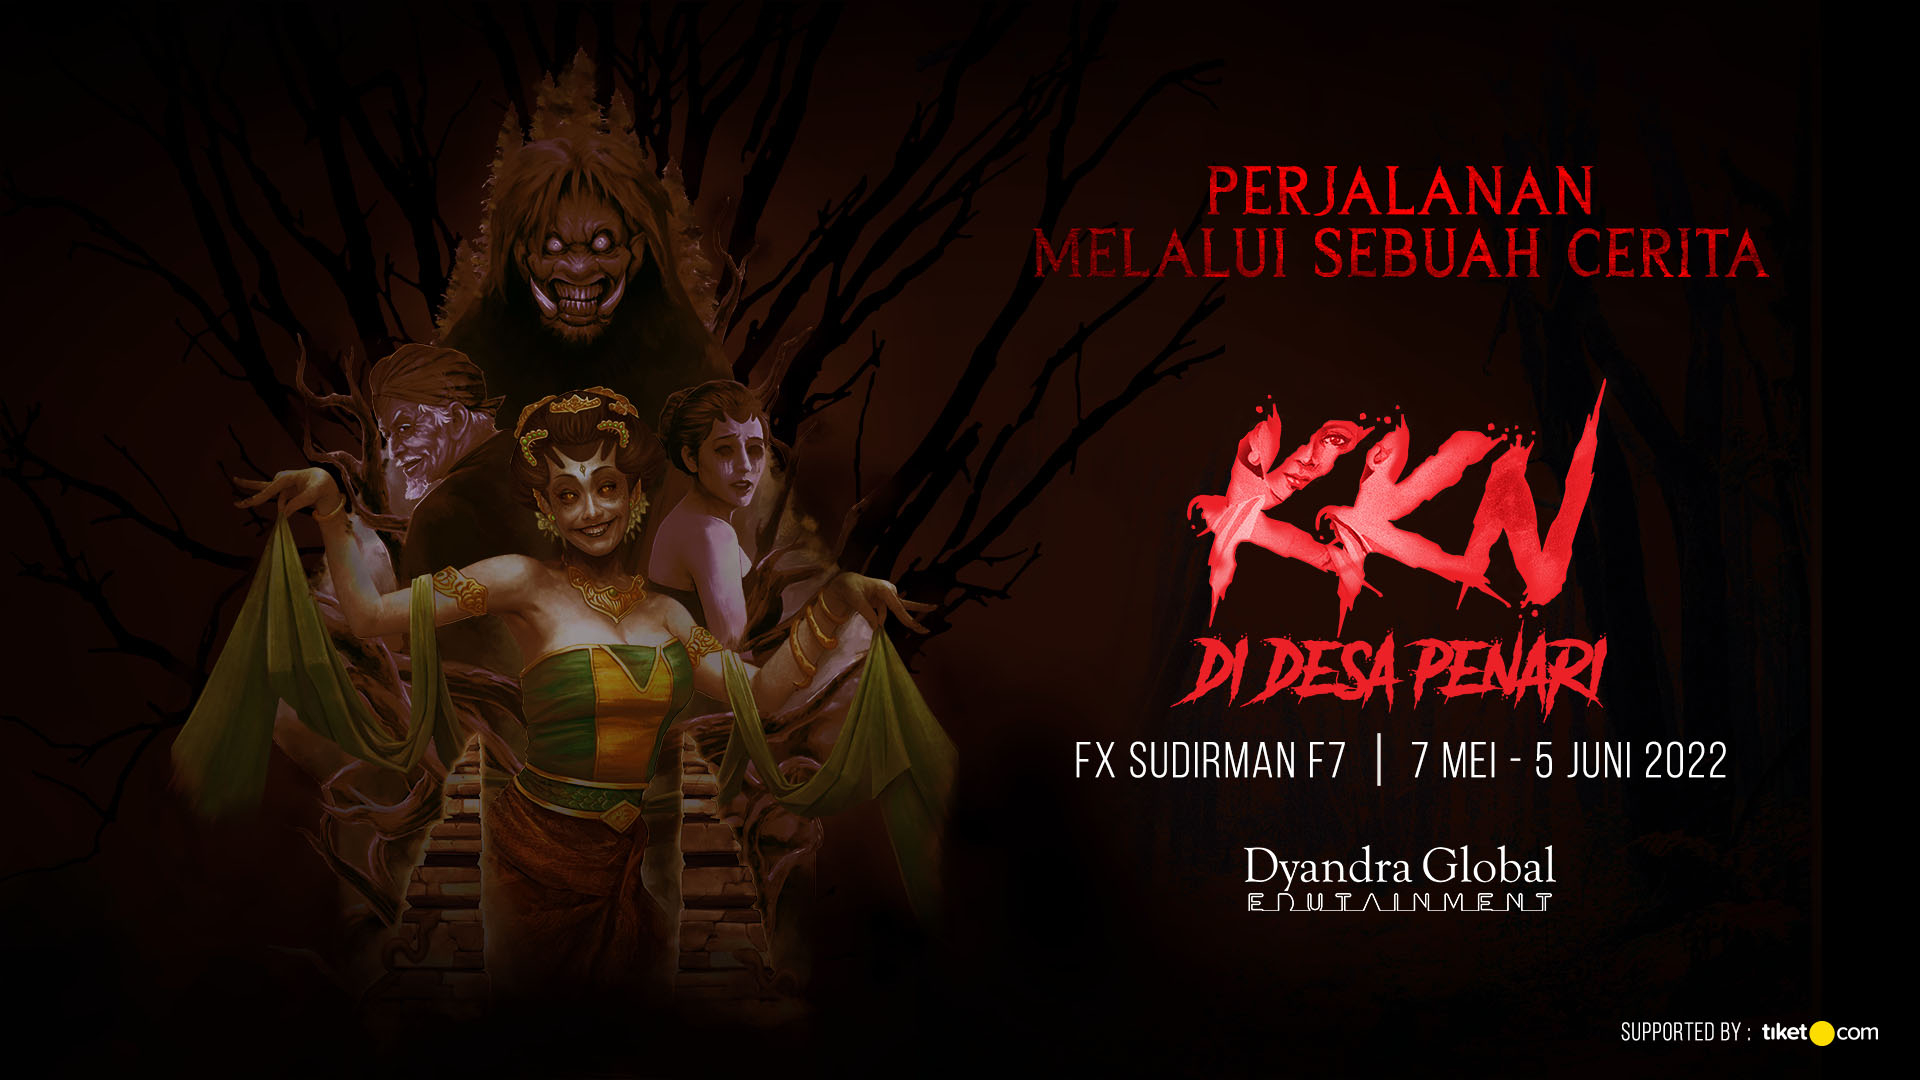 PERJALANAN
MELALUI SEBUAH CERITA
KKN
DI DESA PENARI
FX SUDIRMAN F7 | 7 MEI - 5 JUNI 2022
Dyandra Global
EDUTAINMENT
SUPPORTED BY : tiket.com